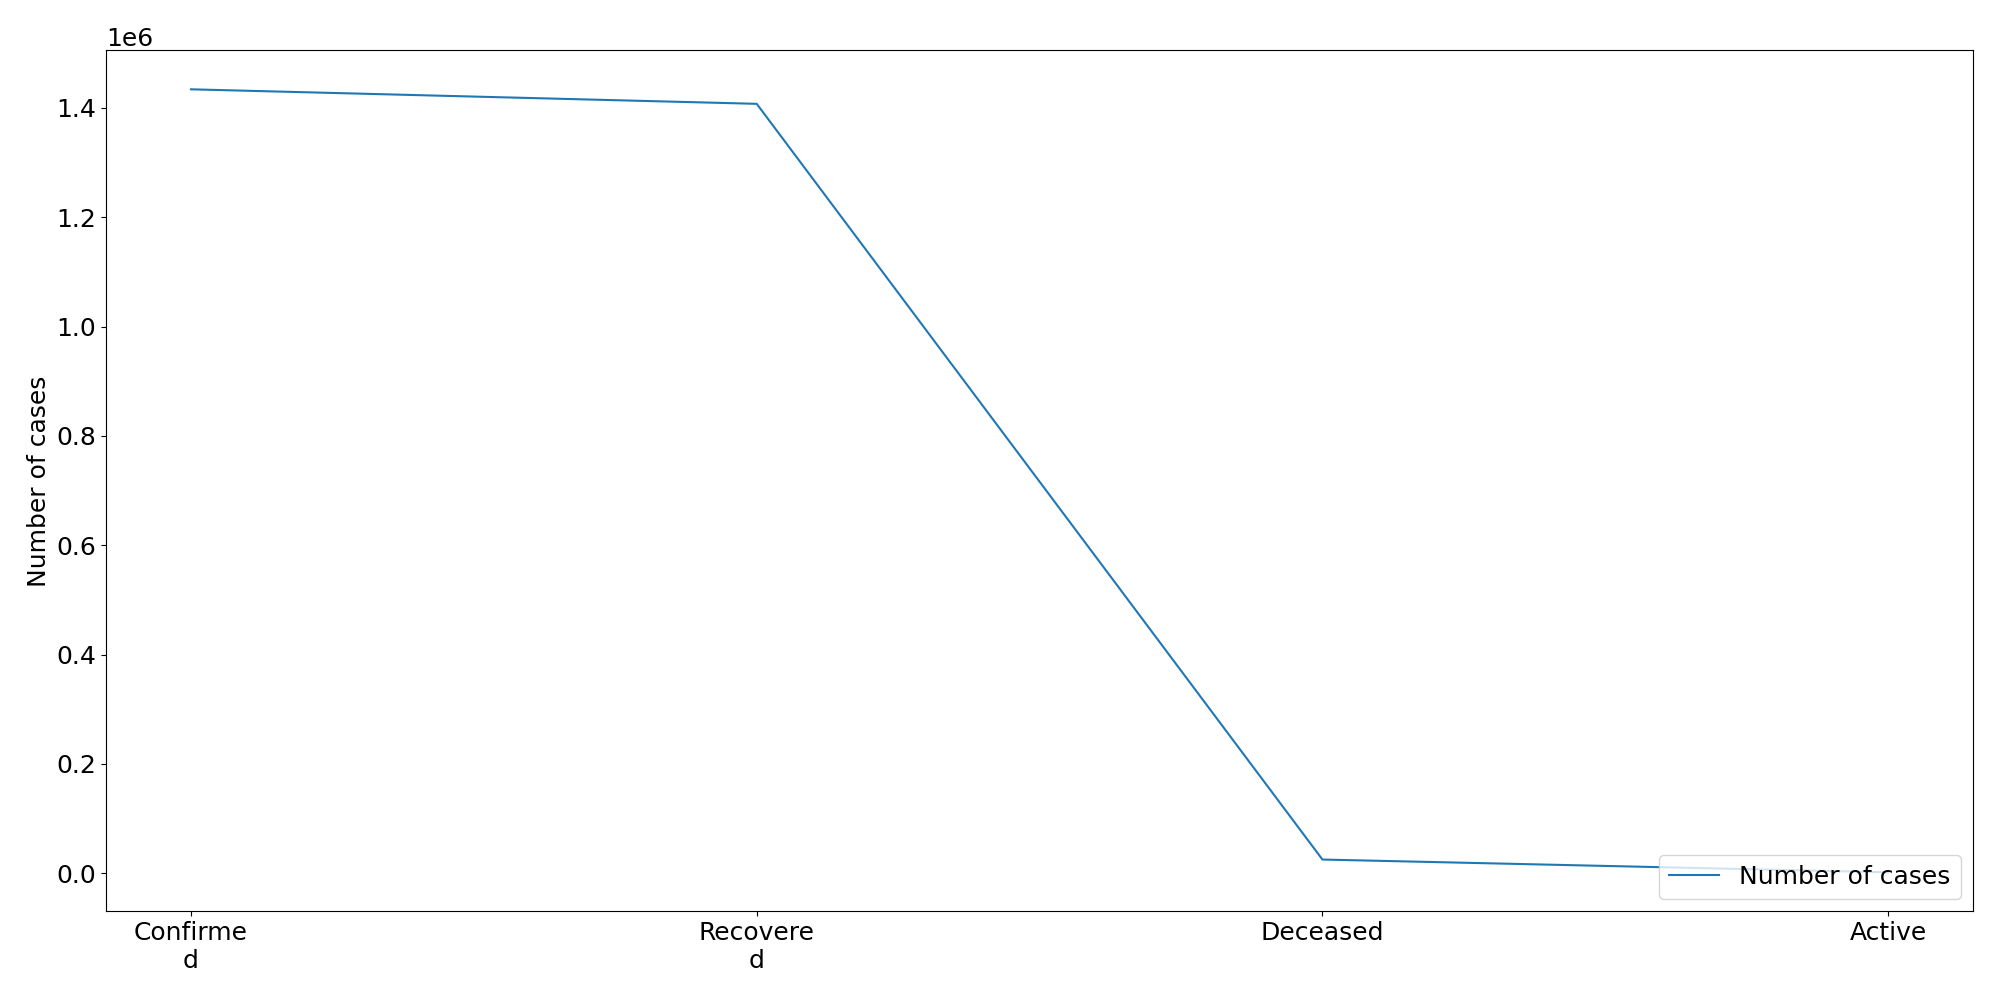 1e6
1.4
1.2
1.0
0.8
0.6
0.4
0.2
0.0
Number of cases
Number of cases
Confirme
d
Recovere
d
Deceased
Active